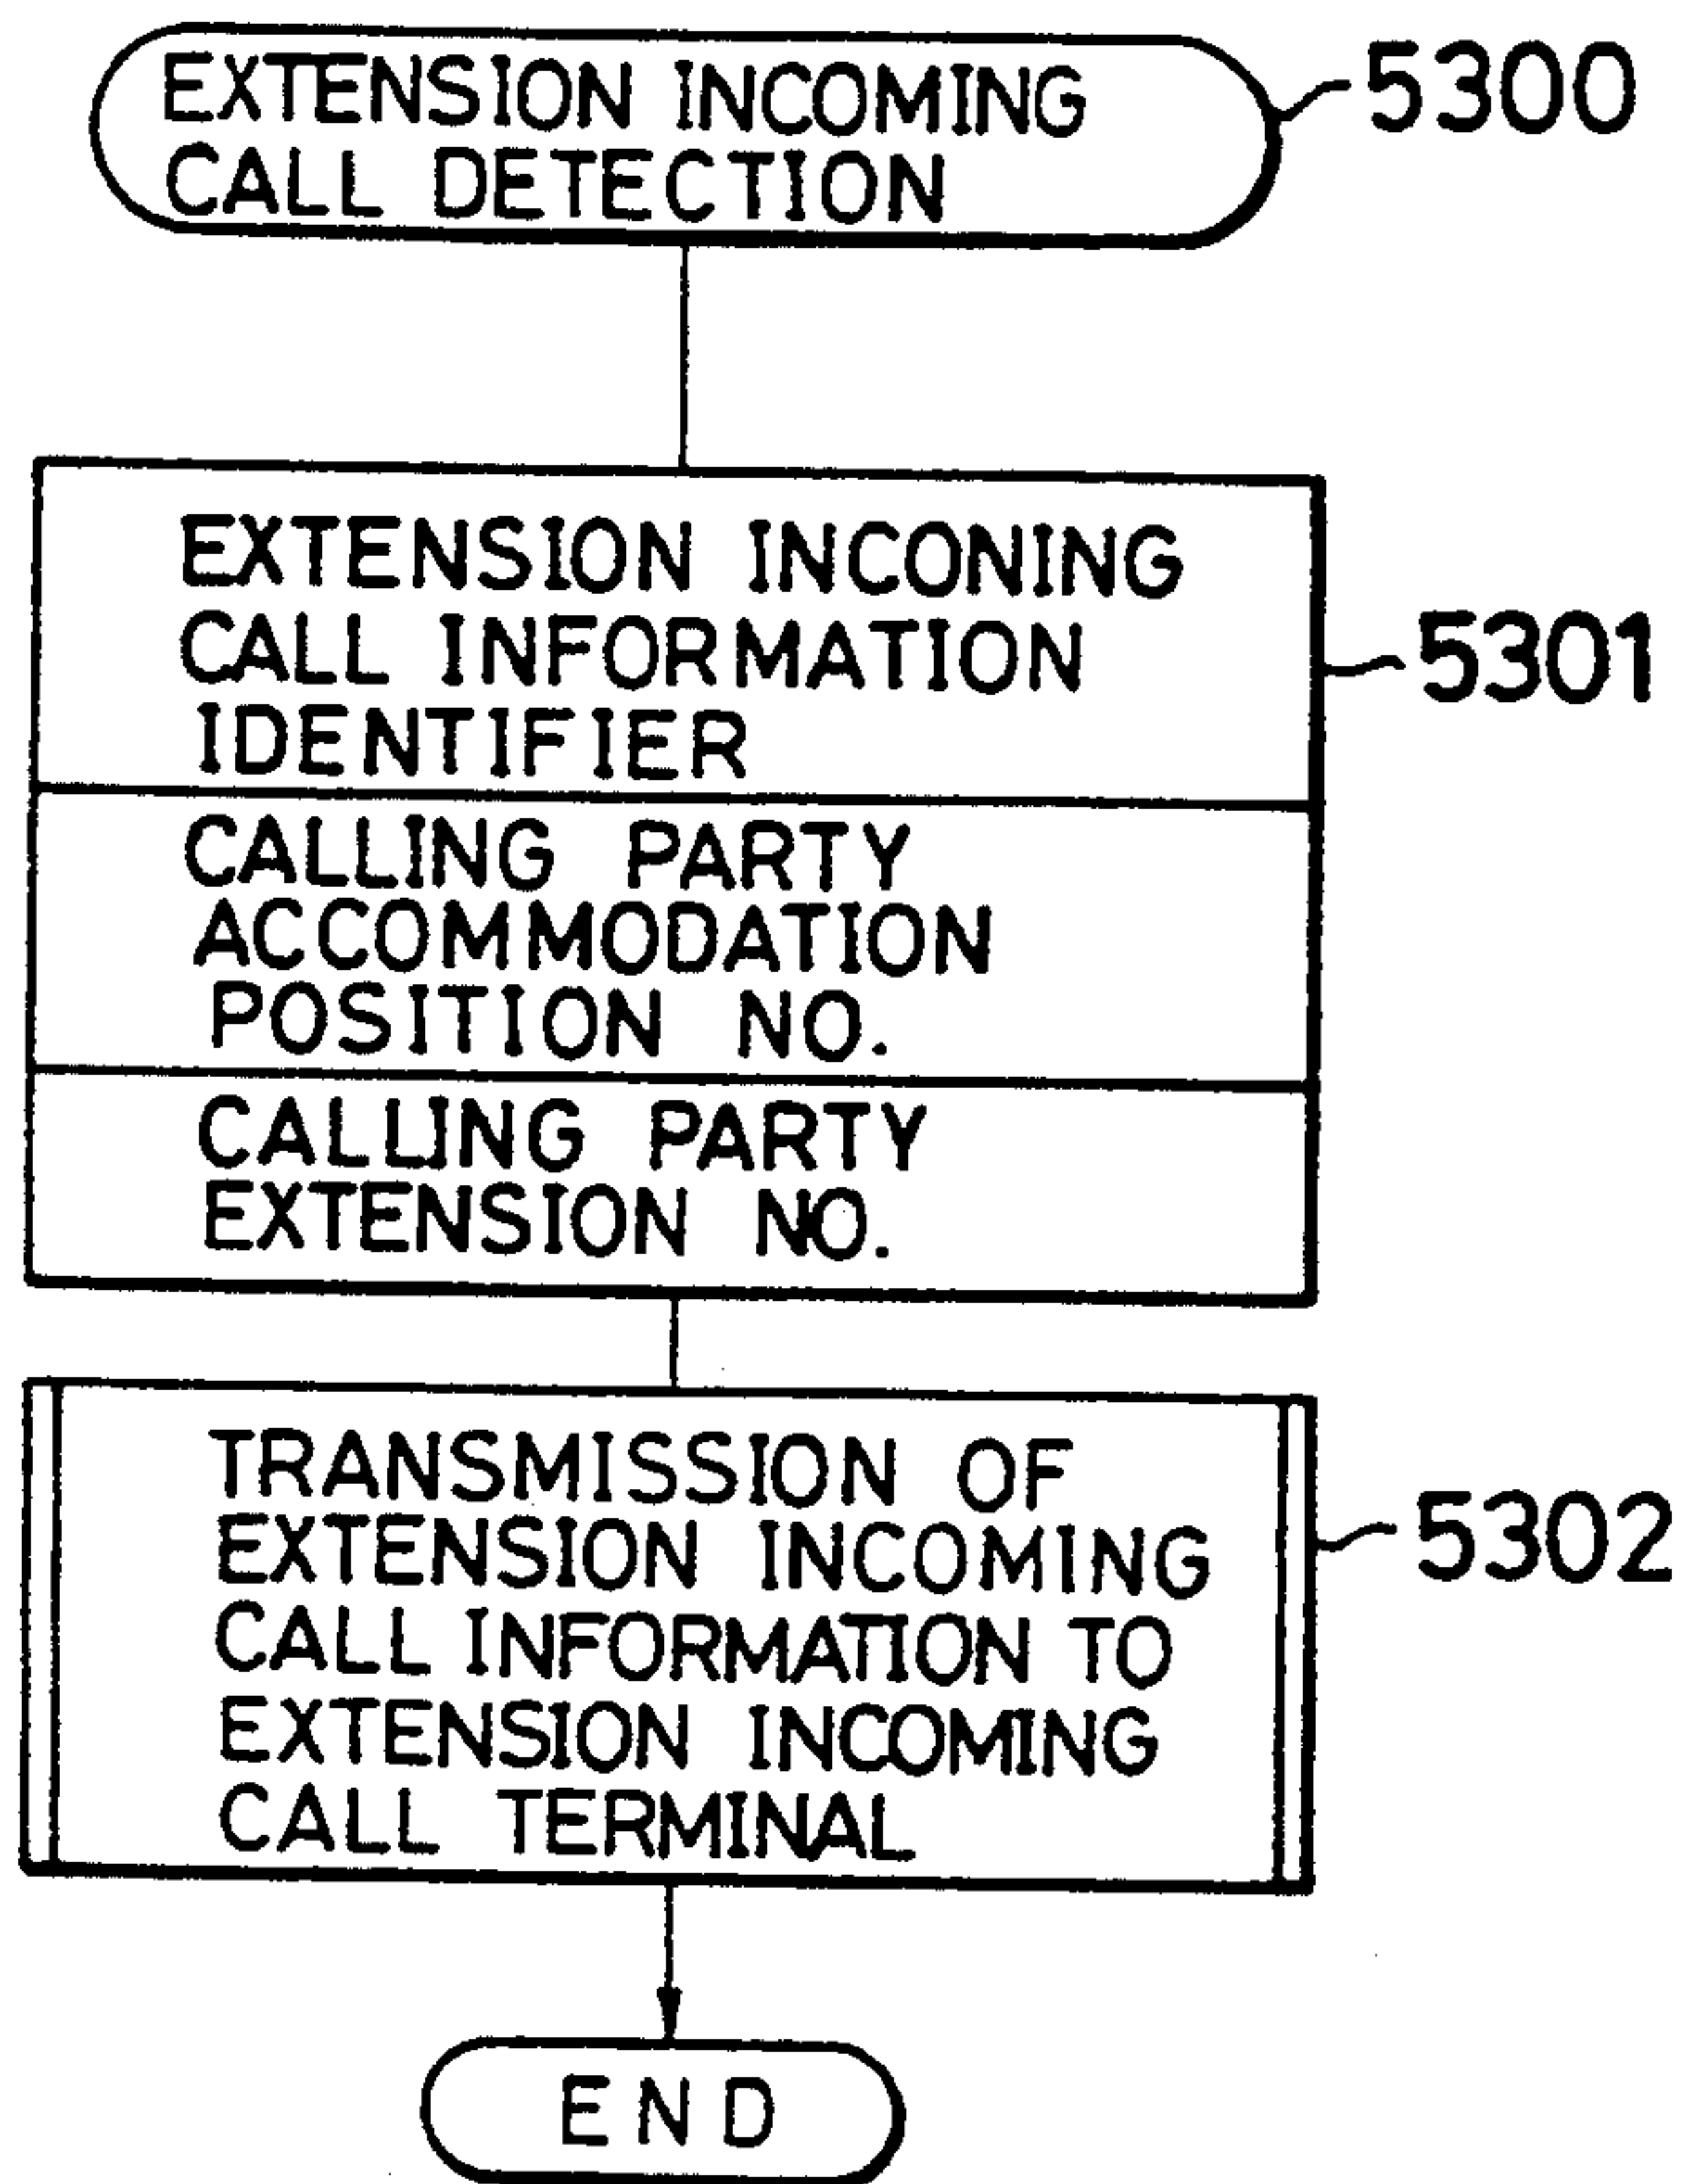 EXTENSION INCOMING
CALL DETECTION
5300
EXTENSION INCONING
CALL INFORMATION
IDENTIFIER
5301
CALLING PARTY
ACCOMMODATION
POSITION NO.
CALLING PARTY
EXTENSION NO.
TRANSMISSION OF
EXTENSION INCOMING
CALL INFORMATION TO
EXTENSION INCOMING
CALL TERMINAL
5302
END